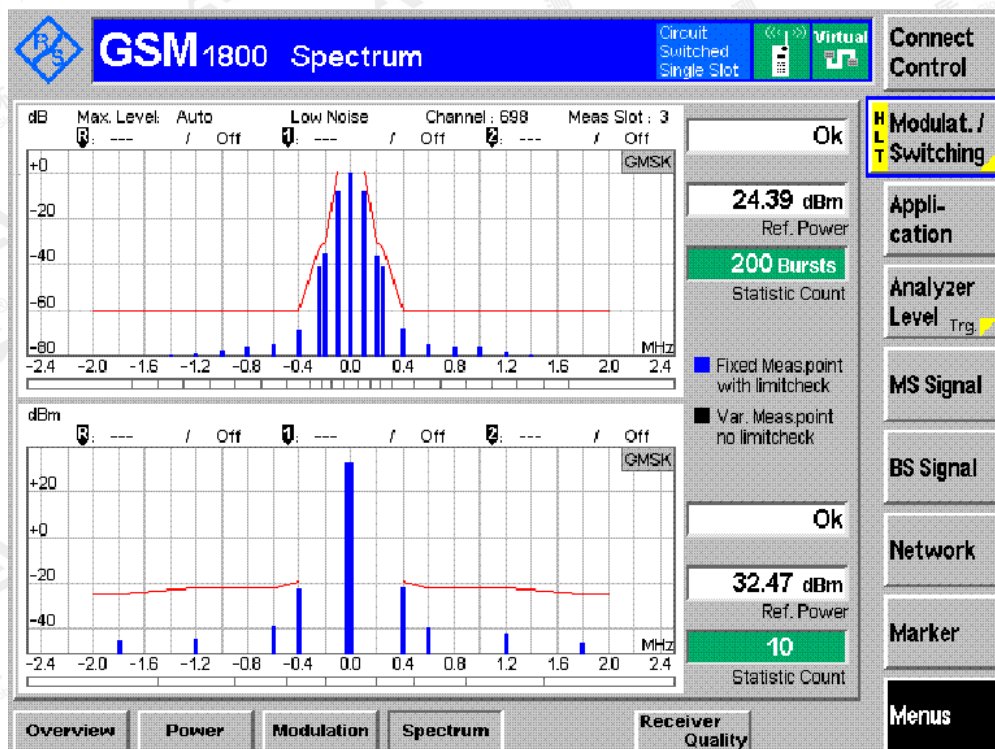 R/S
GSM 1800 Spectrum
Circuit Switched Single Slot
Virtual
Connect Control
HLT
Modulat. / Switching
Appli-cation
Analyzer Level Trg.
MS Signal
BS Signal
Network
Marker
Menus
dB Max. Level: Auto Low Noise Channel : 698 Meas Slot : 3
R: --- / Off 1: --- / Off 2: --- / Off
GMSK
+0
-20
-40
-60
-80
MHz
-2.4 -2.0 -1.6 -1.2 -0.8 -0.4 0.0 0.4 0.8 1.2 1.6 2.0 2.4
Ok
24.39 dBm
Ref. Power
200 Bursts
Statistic Count
Fixed Meas.point
with limitcheck
Var. Meas.point
no limitcheck
dBm
R: --- / Off 1: --- / Off 2: --- / Off
GMSK
+20
+0
-20
-40
MHz
-2.4 -2.0 -1.6 -1.2 -0.8 -0.4 0.0 0.4 0.8 1.2 1.6 2.0 2.4
Ok
32.47 dBm
Ref. Power
10
Statistic Count
Overview Power Modulation Spectrum Receiver Quality